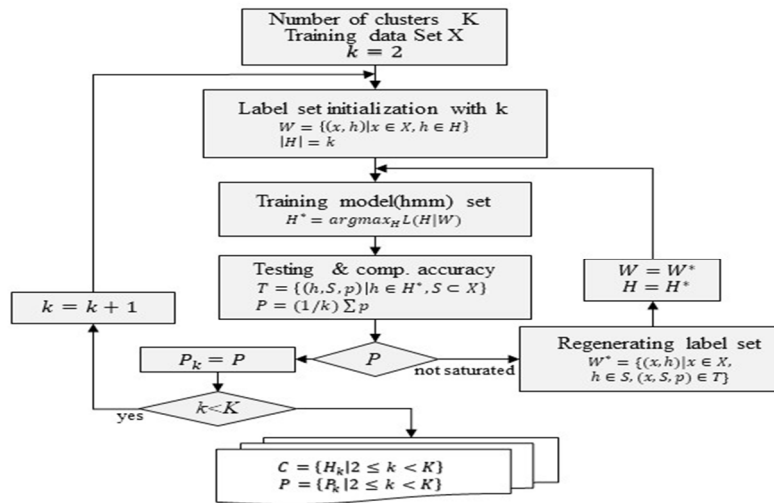 Number of clusters K
Training data Set X
k = 2
Label set initialization with k
W = {(x, h)|x ∈ X, h ∈ H}
|H| = k
Training model(hmm) set
H* = argmax_H L(H|W)
Testing & comp. accuracy
T = {(h, S, p)|h ∈ H*, S ⊂ X}
P = (1/k) ∑ p
W = W*
H = H*
k = k + 1
P_k = P
P
not saturated
Regenerating label set
W* = {(x, h)|x ∈ X,
h ∈ S, (x, S, p) ∈ T}
yes
k<K
C = {H_k|2 ≤ k < K}
P = {P_k|2 ≤ k < K}